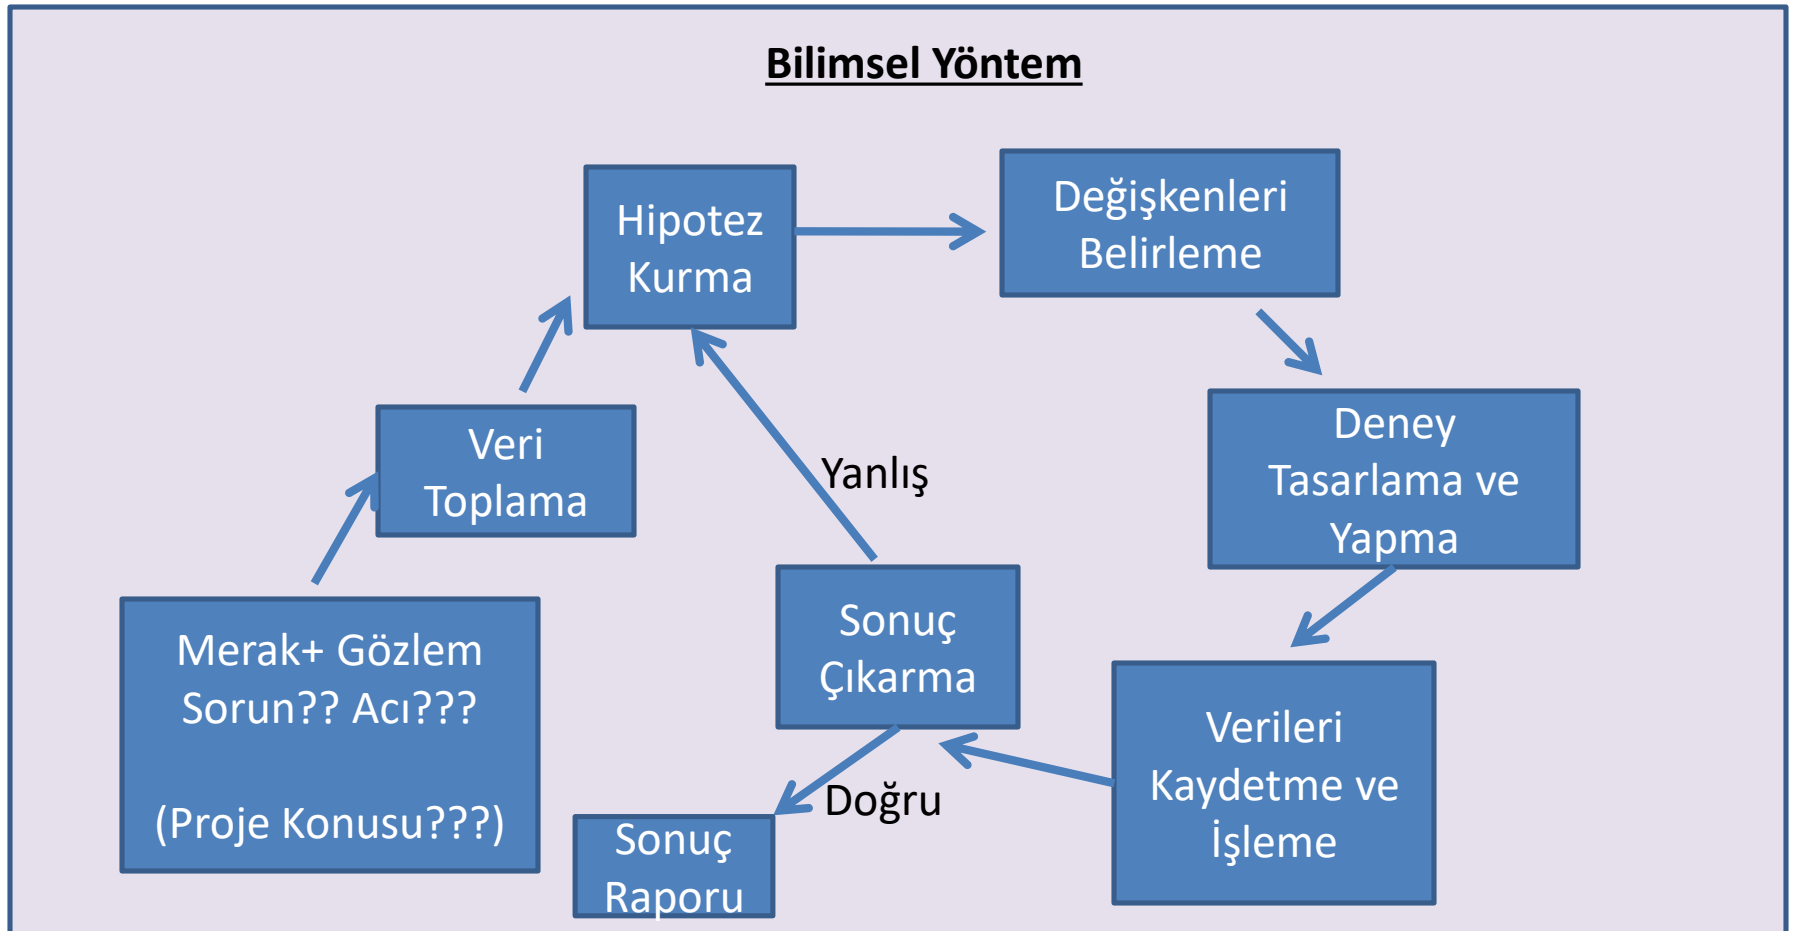 Bilimsel Yöntem
Merak+ Gözlem
Sorun?? Acı???
(Proje Konusu???)
Veri
Toplama
Hipotez
Kurma
Değişkenleri
Belirleme
Deney
Tasarlama ve
Yapma
Verileri
Kaydetme ve
İşleme
Sonuç
Çıkarma
Yanlış
Doğru
Sonuç
Raporu